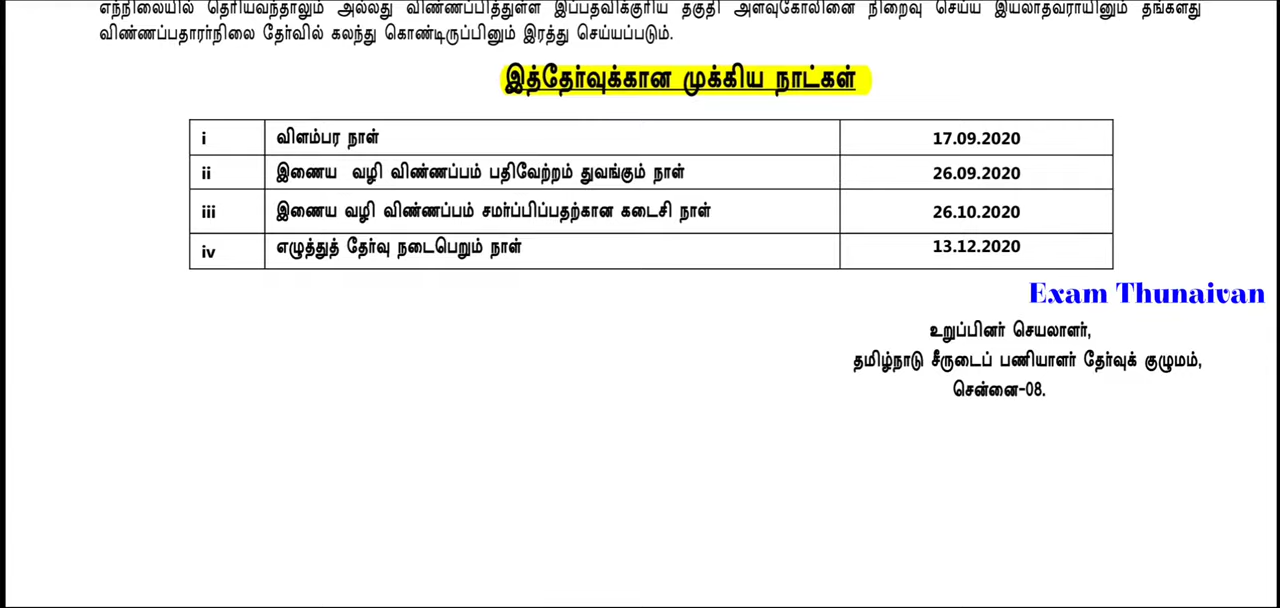 எந்நிலையில் தெரியவந்தாலும் அல்லது விண்ணப்பித்துள்ள இப்பதவிக்குரிய தகுதி அளவுகோலினை நிறைவு செய்ய இயலாதவராயினும் தங்களது
விண்ணப்பதாரர்நிலை தேர்வில் கலந்து கொண்டிருப்பினும் இரத்து செய்யப்படும்.
இத்தேர்வுக்கான முக்கிய நாட்கள்
i விளம்பர நாள் 17.09.2020
ii இணைய வழி விண்ணப்பம் பதிவேற்றம் துவங்கும் நாள் 26.09.2020
iii இணைய வழி விண்ணப்பம் சமர்ப்பிப்பதற்கான கடைசி நாள் 26.10.2020
iv எழுத்துத் தேர்வு நடைபெறும் நாள் 13.12.2020
Exam Thunaivan
உறுப்பினர் செயலாளர்,
தமிழ்நாடு சீருடைப் பணியாளர் தேர்வுக் குழுமம்,
சென்னை-08.